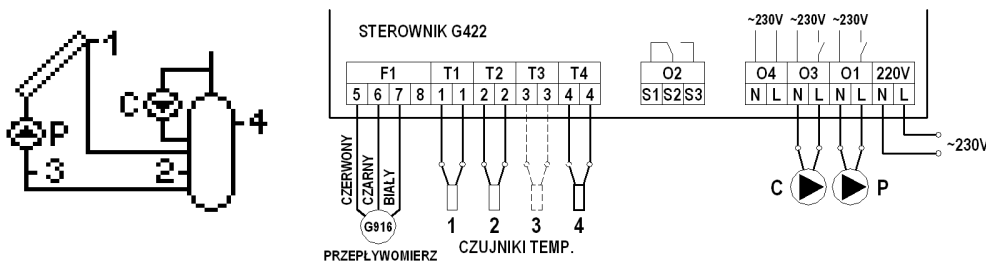 1
C
4
P
3
2
STEROWNIK G422
~230V ~230V ~230V
F1 T1 T2 T3 T4 O2 O4 O3 O1 220V
5 6 7 8 1 1 2 2 3 3 4 4 S1 S2 S3 N L N L N L N L
CZERWONY
CZARNY
BIAŁY
~230V
G916 C P
1 2 3 4
PRZEPŁYWOMIERZ CZUJNIKI TEMP.